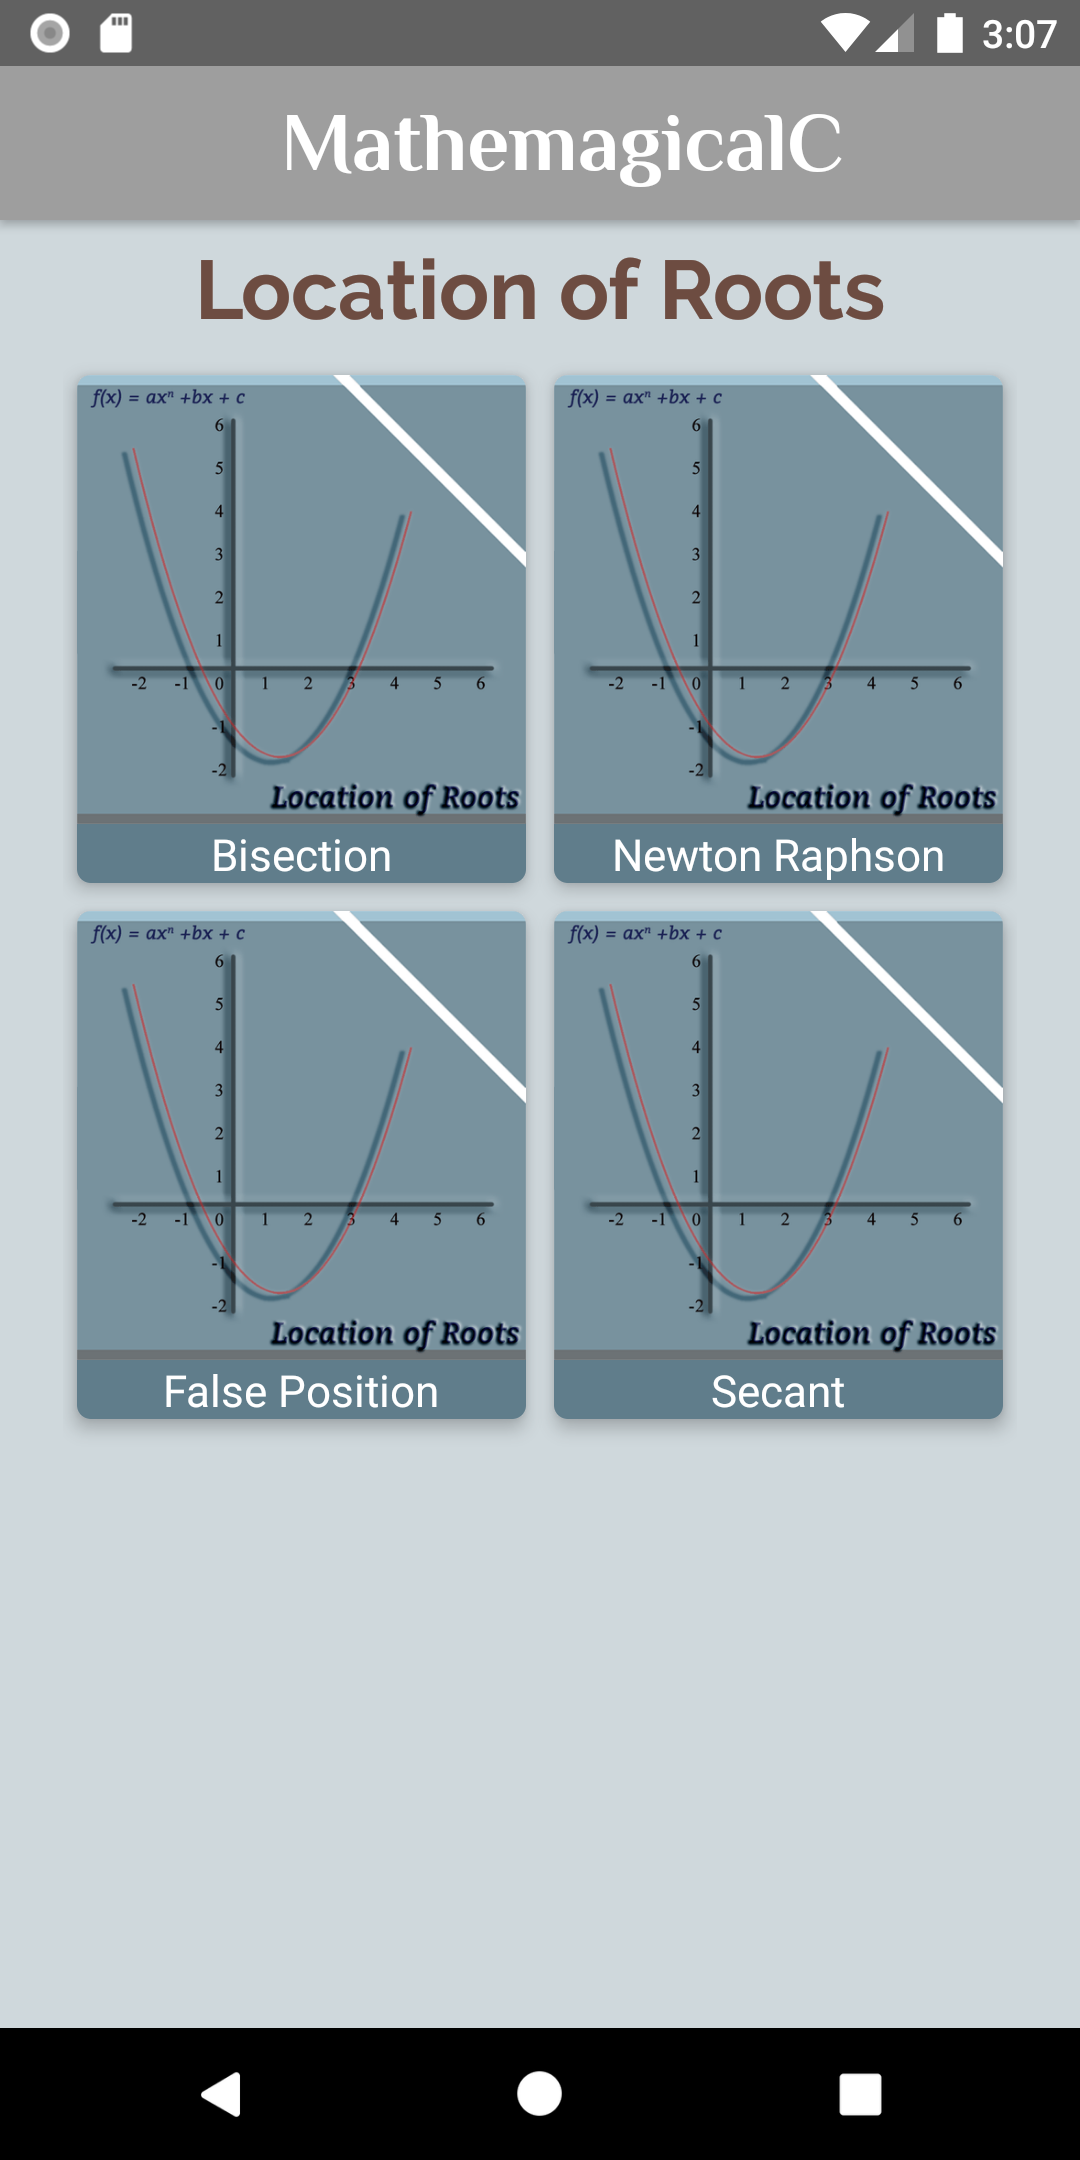 3:07
MathemagicalC
Location of Roots
f(x) = axⁿ +bx + c
6
5
4
3
2
1
-2 -1 0 1 2 3 4 5 6
-1
-2
Location of Roots
Bisection
f(x) = axⁿ +bx + c
6
5
4
3
2
1
-2 -1 0 1 2 3 4 5 6
-1
-2
Location of Roots
Newton Raphson
f(x) = axⁿ +bx + c
6
5
4
3
2
1
-2 -1 0 1 2 3 4 5 6
-1
-2
Location of Roots
False Position
f(x) = axⁿ +bx + c
6
5
4
3
2
1
-2 -1 0 1 2 3 4 5 6
-1
-2
Location of Roots
Secant